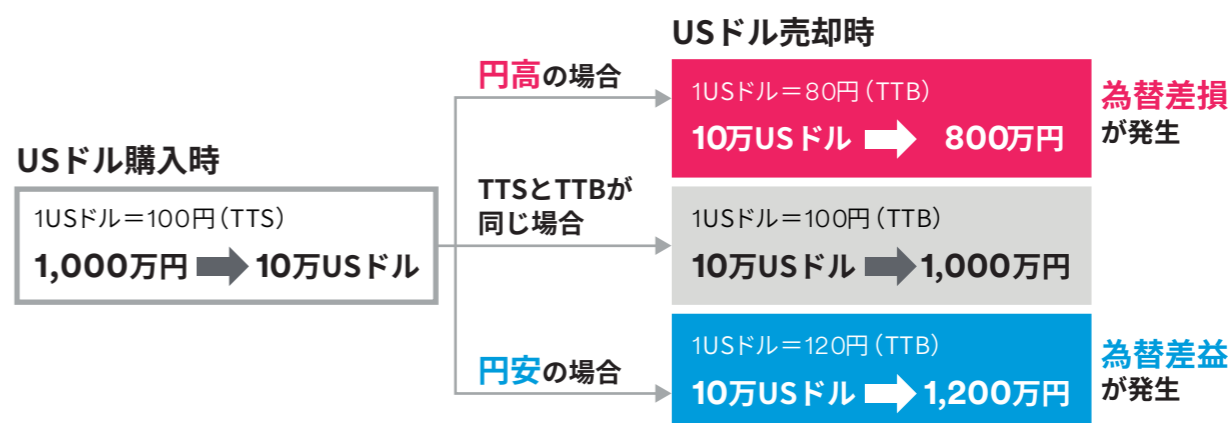 USドル購入時
1USドル＝100円（TTS）
1,000万円 ➡ 10万USドル
円高の場合
TTSとTTBが
同じ場合
円安の場合
USドル売却時
1USドル＝80円（TTB）
10万USドル ➡ 800万円
為替差損
が発生
1USドル＝100円（TTB）
10万USドル ➡ 1,000万円
1USドル＝120円（TTB）
10万USドル ➡ 1,200万円
為替差益
が発生